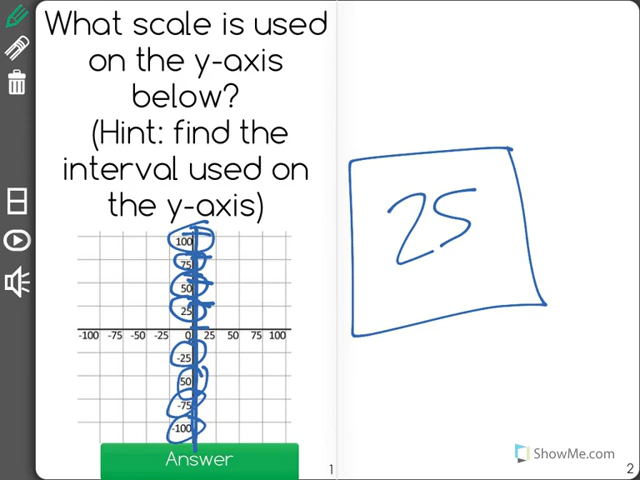 What scale is used
on the y-axis
below?
(Hint: find the
interval used on
the y-axis)
100
75
50
25
-100 -75 -50 -25 0 25 50 75 100
-25
-50
-75
-100
Answer
1
25
ShowMe.com
2